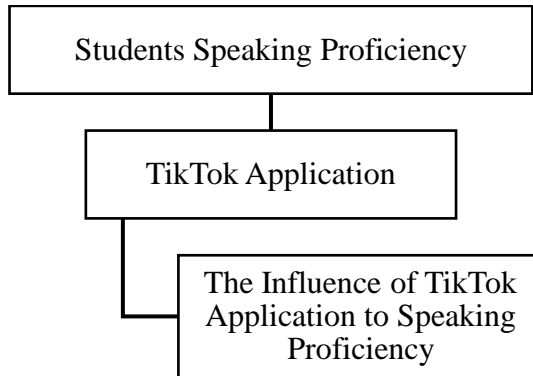 Students Speaking Proficiency
TikTok Application
The Influence of TikTok
Application to Speaking
Proficiency